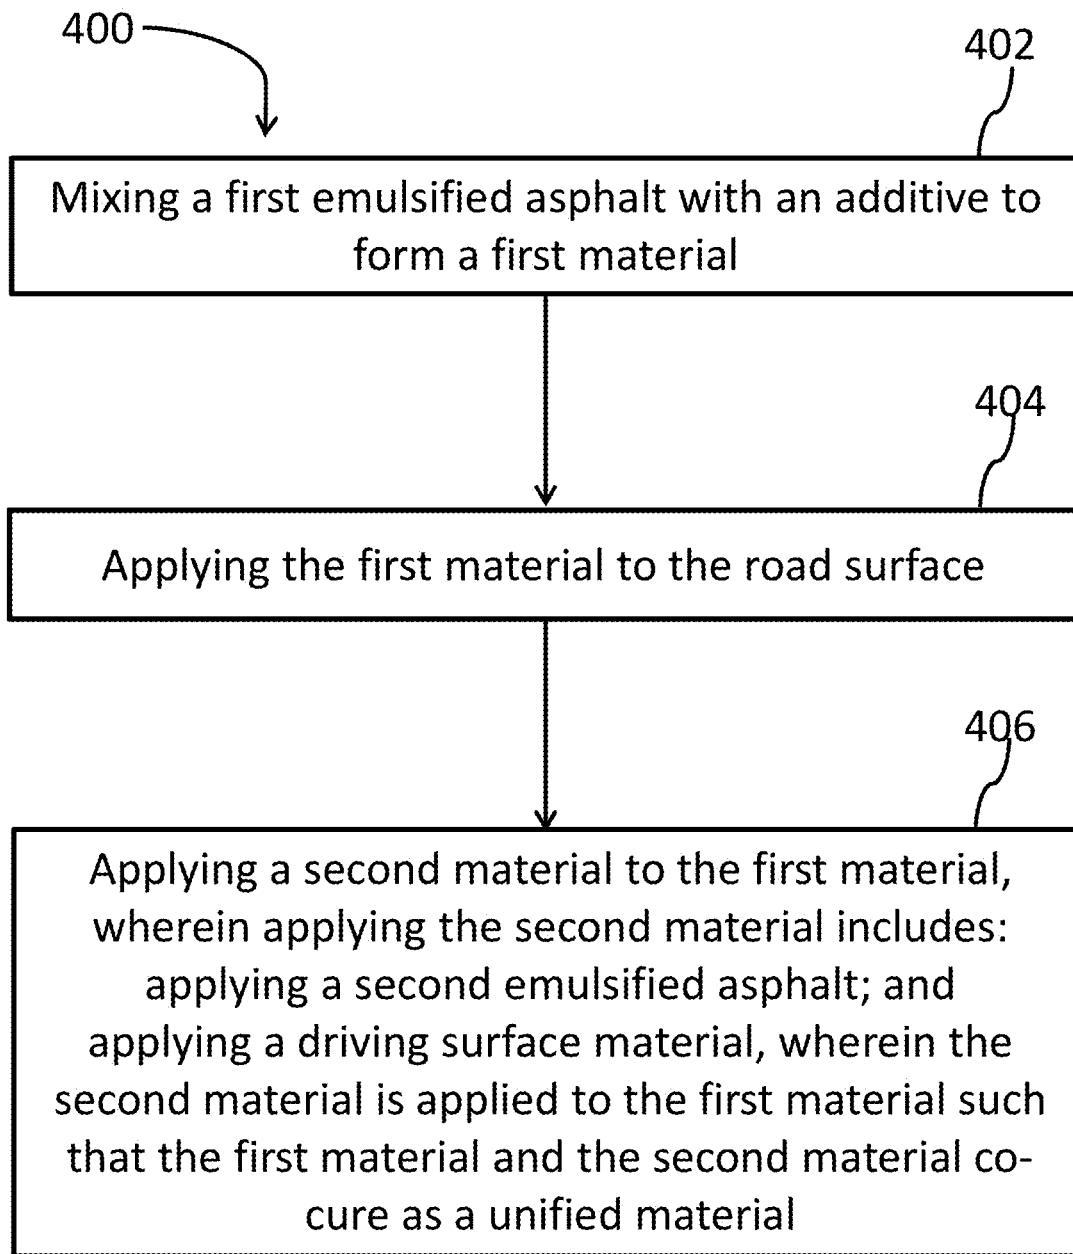 400
402
Mixing a first emulsified asphalt with an additive to
form a first material
404
Applying the first material to the road surface
406
Applying a second material to the first material,
wherein applying the second material includes:
applying a second emulsified asphalt; and
applying a driving surface material, wherein the
second material is applied to the first material such
that the first material and the second material co-
cure as a unified material